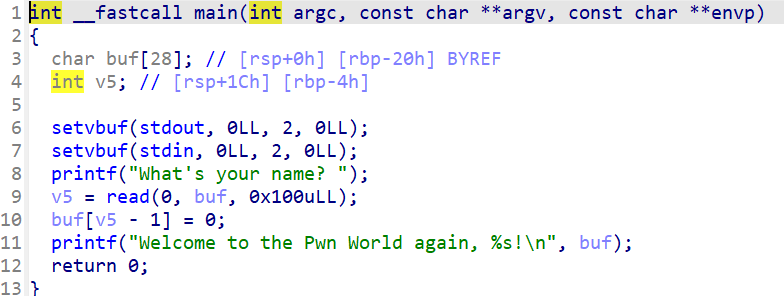 1 int __fastcall main(int argc, const char **argv, const char **envp)
2 {
3   char buf[28]; // [rsp+0h] [rbp-20h] BYREF
4   int v5; // [rsp+1Ch] [rbp-4h]
5
6   setvbuf(stdout, 0LL, 2, 0LL);
7   setvbuf(stdin, 0LL, 2, 0LL);
8   printf("What's your name? ");
9   v5 = read(0, buf, 0x100uLL);
10   buf[v5 - 1] = 0;
11   printf("Welcome to the Pwn World again, %s!\n", buf);
12   return 0;
13 }